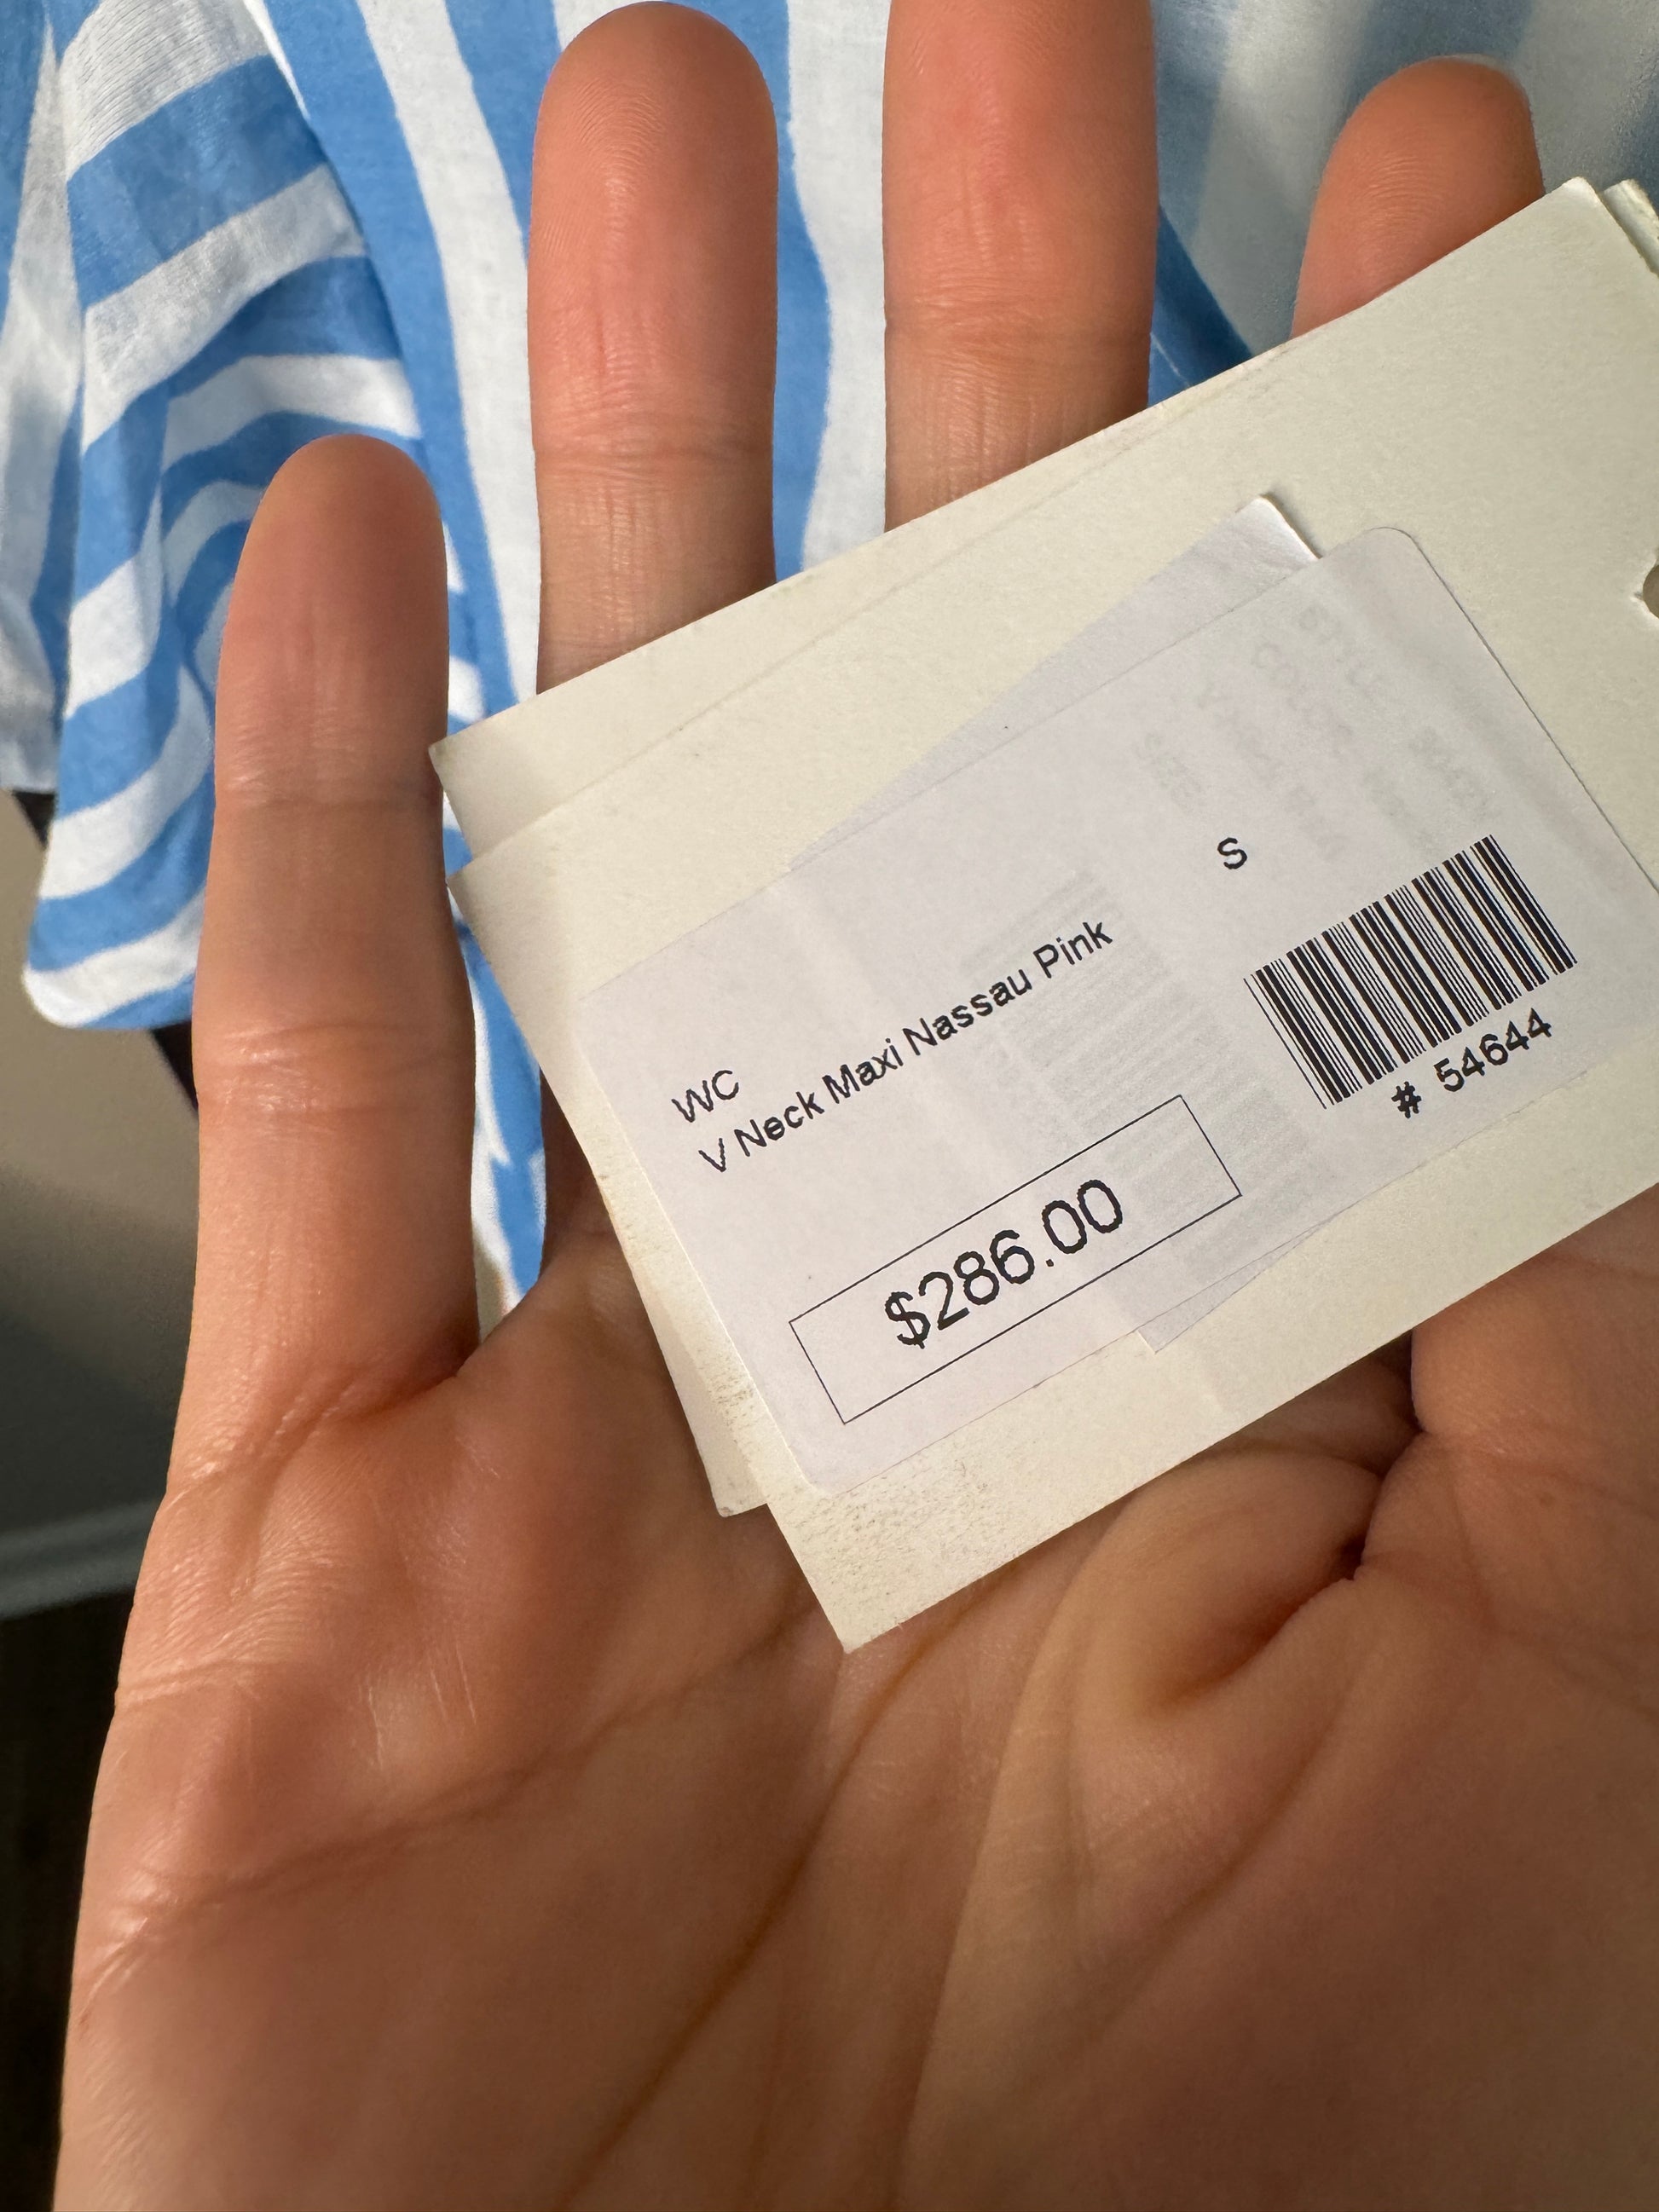 WC
V Neck Maxi Nassau Pink
S
$286.00
# 54644